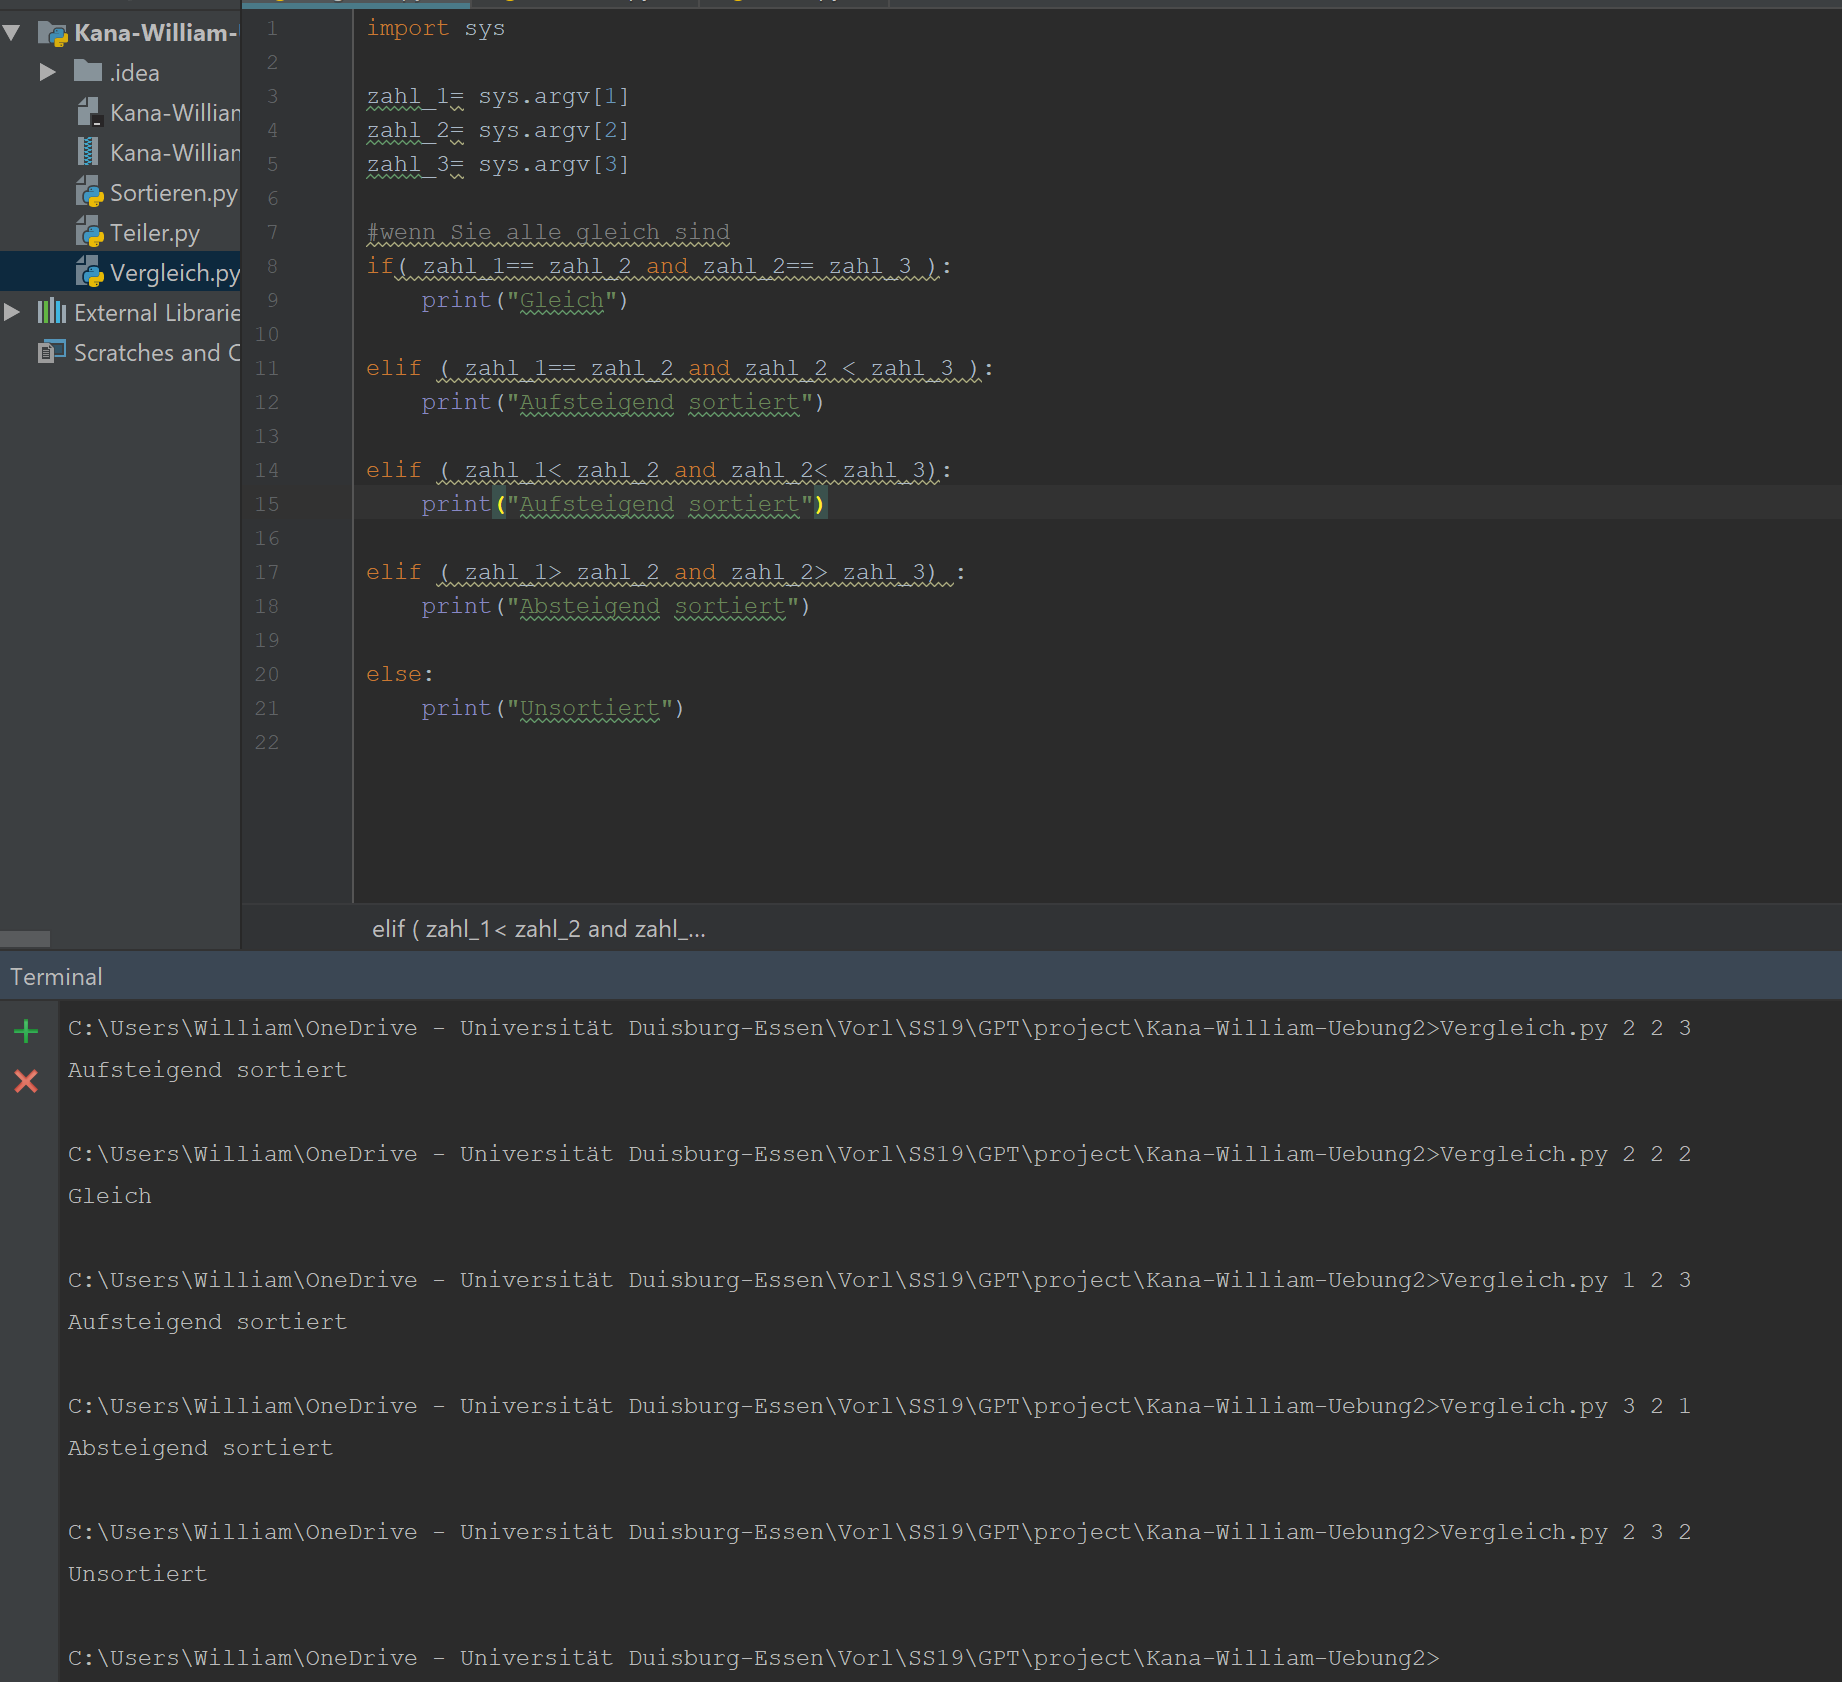 Kana-William-
.idea
Kana-William
Kana-William
Sortieren.py
Teiler.py
Vergleich.py
External Librarie
Scratches and C
1 import sys
2
3 zahl_1= sys.argv[1]
4 zahl_2= sys.argv[2]
5 zahl_3= sys.argv[3]
6
7 #wenn Sie alle gleich sind
8 if( zahl_1== zahl_2 and zahl_2== zahl_3 ):
9     print("Gleich")
10
11 elif ( zahl_1== zahl_2 and zahl_2 < zahl_3 ):
12     print("Aufsteigend sortiert")
13
14 elif ( zahl_1< zahl_2 and zahl_2< zahl_3):
15     print("Aufsteigend sortiert")
16
17 elif ( zahl_1> zahl_2 and zahl_2> zahl_3) :
18     print("Absteigend sortiert")
19
20 else:
21     print("Unsortiert")
22
elif ( zahl_1< zahl_2 and zahl_...
Terminal
C:\Users\William\OneDrive - Universität Duisburg-Essen\Vorl\SS19\GPT\project\Kana-William-Uebung2>Vergleich.py 2 2 3
Aufsteigend sortiert
C:\Users\William\OneDrive - Universität Duisburg-Essen\Vorl\SS19\GPT\project\Kana-William-Uebung2>Vergleich.py 2 2 2
Gleich
C:\Users\William\OneDrive - Universität Duisburg-Essen\Vorl\SS19\GPT\project\Kana-William-Uebung2>Vergleich.py 1 2 3
Aufsteigend sortiert
C:\Users\William\OneDrive - Universität Duisburg-Essen\Vorl\SS19\GPT\project\Kana-William-Uebung2>Vergleich.py 3 2 1
Absteigend sortiert
C:\Users\William\OneDrive - Universität Duisburg-Essen\Vorl\SS19\GPT\project\Kana-William-Uebung2>Vergleich.py 2 3 2
Unsortiert
C:\Users\William\OneDrive - Universität Duisburg-Essen\Vorl\SS19\GPT\project\Kana-William-Uebung2>